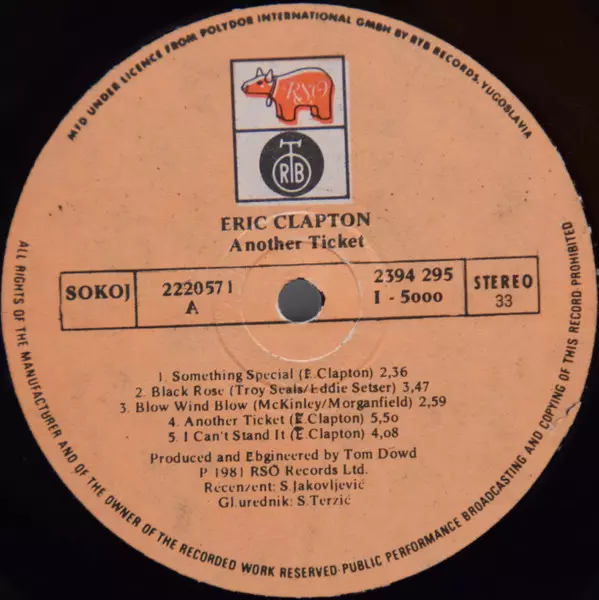 MFD UNDER LICENCE FROM POLYDOR INTERNATIONAL GMBH BY RTB RECORDS, YUGOSLAVIA
RSO
RTB
ERIC CLAPTON
Another Ticket
SOKOJ
2220571
A
2394 295
I - 5000
STEREO
33
1. Something Special (E.Clapton) 2,36
2. Black Rose (Troy Seals/Eddie Setser) 3,47
3. Blow Wind Blow (McKinley/Morganfield) 2,59
4. Another Ticket (E.Clapton) 5,50
5. I Can't Stand It (E.Clapton) 4,08
Produced and Ebgineered by Tom Dowd
P 1981 RSO Records Ltd.
Recenzent: S.Jakovljević
Gl.urednik: S.Terzić
ALL RIGHTS OF THE MANUFACTURER AND OF THE OWNER OF THE RECORDED WORK RESERVED·PUBLIC PERFORMANCE BROADCASTING AND COPYING OF THIS RECORD PROHIBITED